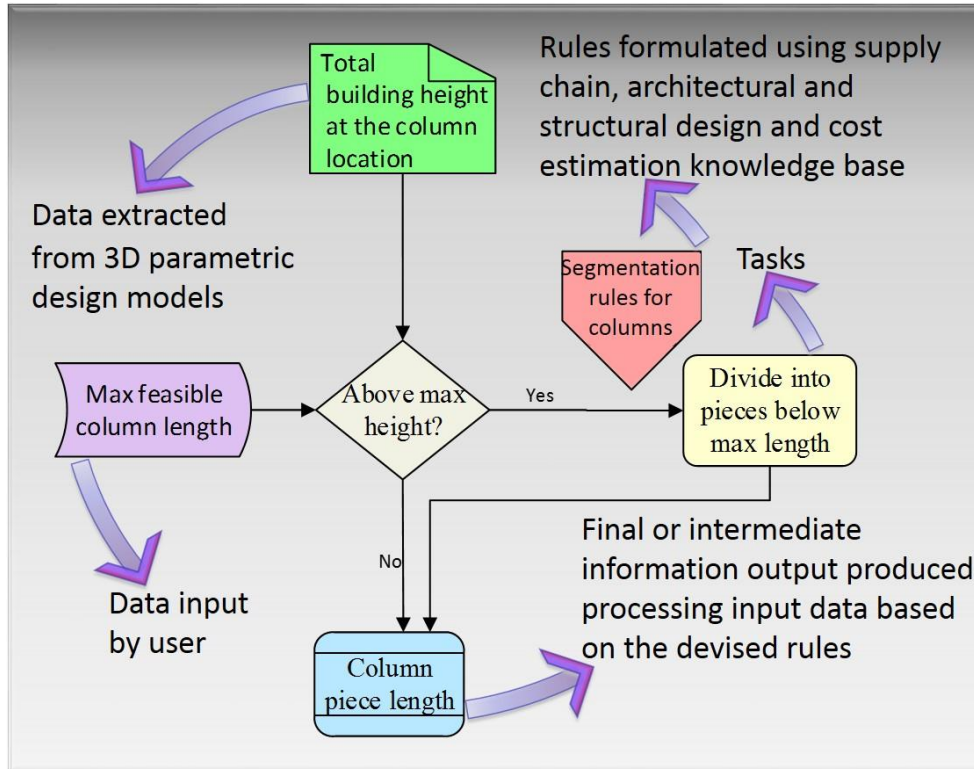 Total
building height
at the column
location
Rules formulated using supply
chain, architectural and
structural design and cost
estimation knowledge base
Data extracted
from 3D parametric
design models
Segmentation
rules for
columns
Tasks
Max feasible
column length
Above max
height?
Yes
Divide into
pieces below
max length
No
Data input
by user
Final or intermediate
information output produced
processing input data based
on the devised rules
Column
piece length